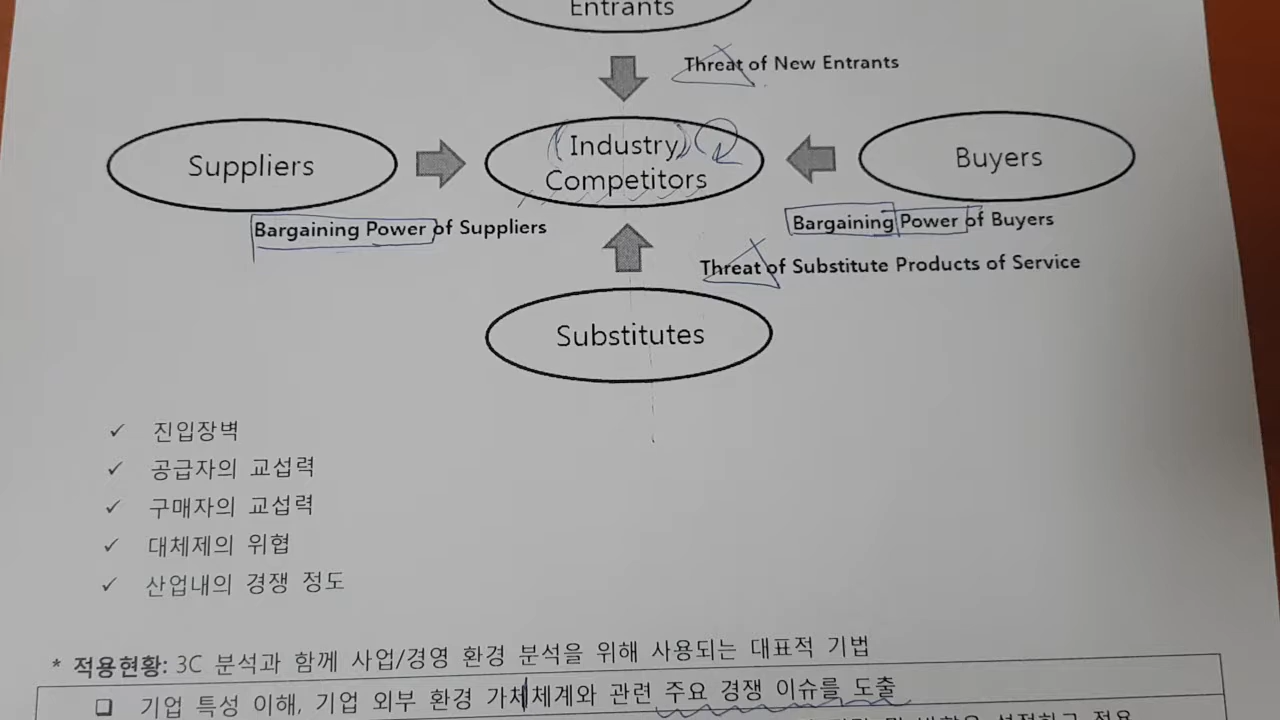 Entrants
Threat of New Entrants
Suppliers
Industry
Competitors
Buyers
Bargaining Power of Suppliers
Bargaining Power of Buyers
Threat of Substitute Products of Service
Substitutes
✓ 진입장벽
✓ 공급자의 교섭력
✓ 구매자의 교섭력
✓ 대체제의 위협
✓ 산업내의 경쟁 정도
* 적용현황: 3C 분석과 함께 사업/경영 환경 분석을 위해 사용되는 대표적 기법
❑ 기업 특성 이해, 기업 외부 환경 가체체계와 관련 주요 경쟁 이슈를 도출